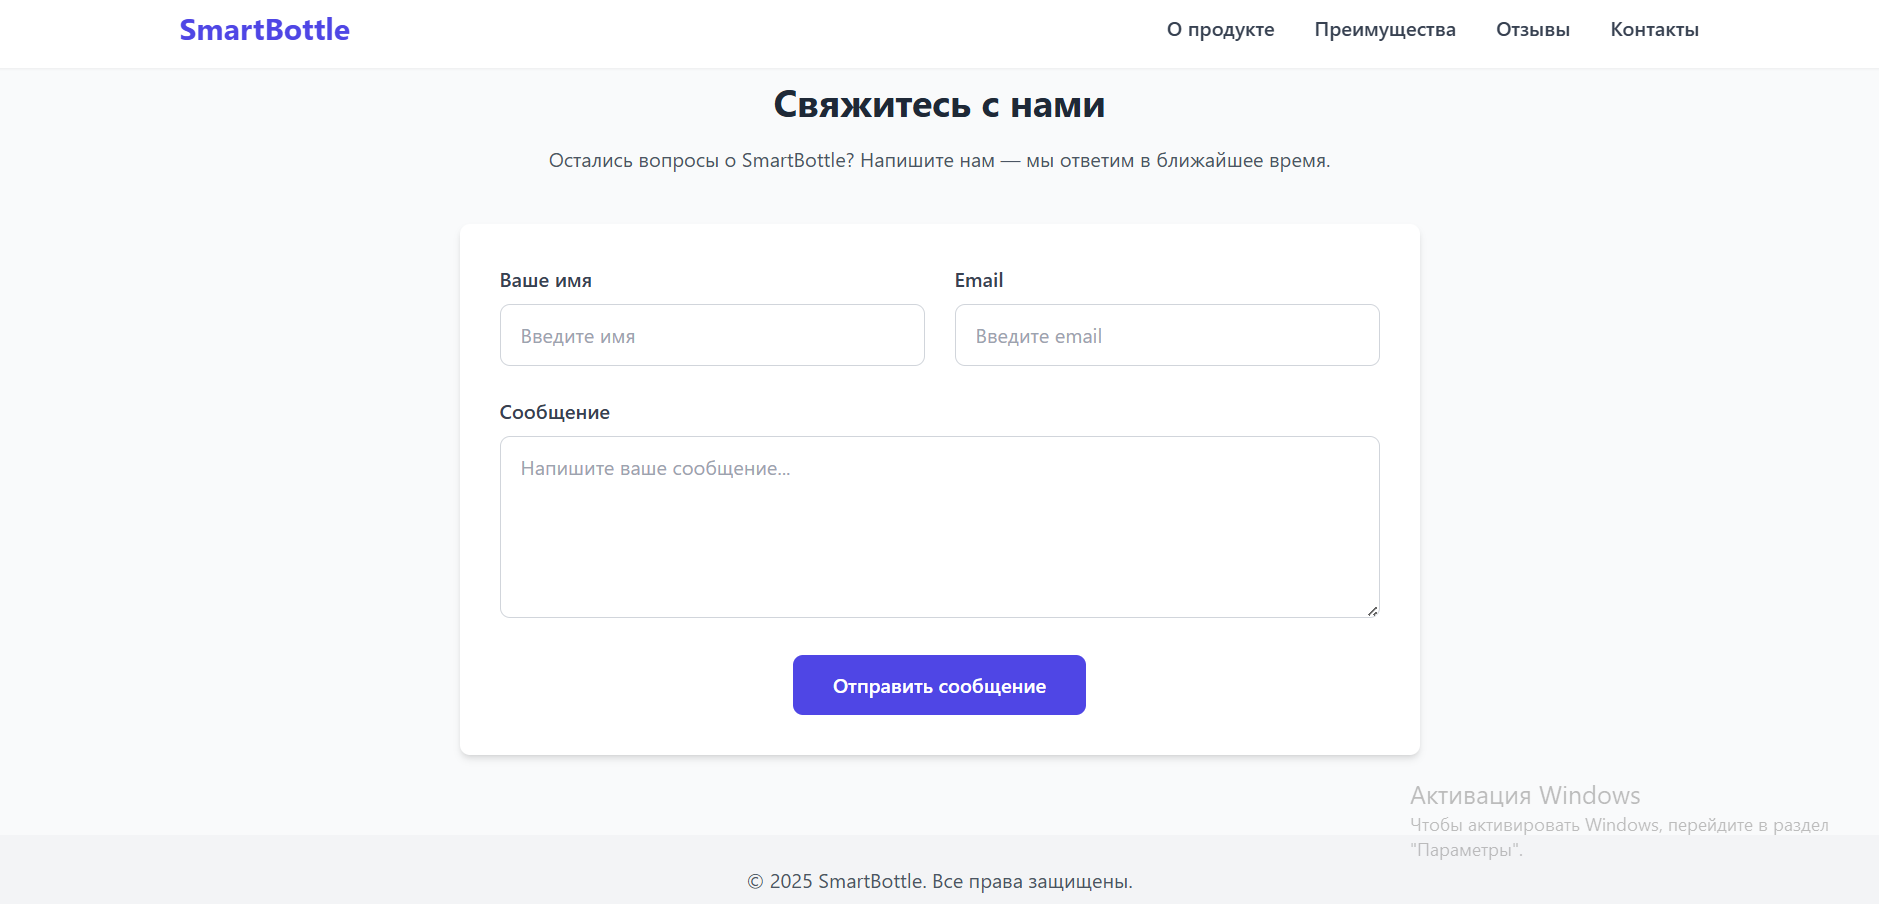 SmartBottle
О продукте
Преимущества
Отзывы
Контакты
Свяжитесь с нами
Остались вопросы о SmartBottle? Напишите нам — мы ответим в ближайшее время.
Ваше имя
Email
Введите имя
Введите email
Сообщение
Напишите ваше сообщение...
Отправить сообщение
Активация Windows
Чтобы активировать Windows, перейдите в раздел
"Параметры".
© 2025 SmartBottle. Все права защищены.